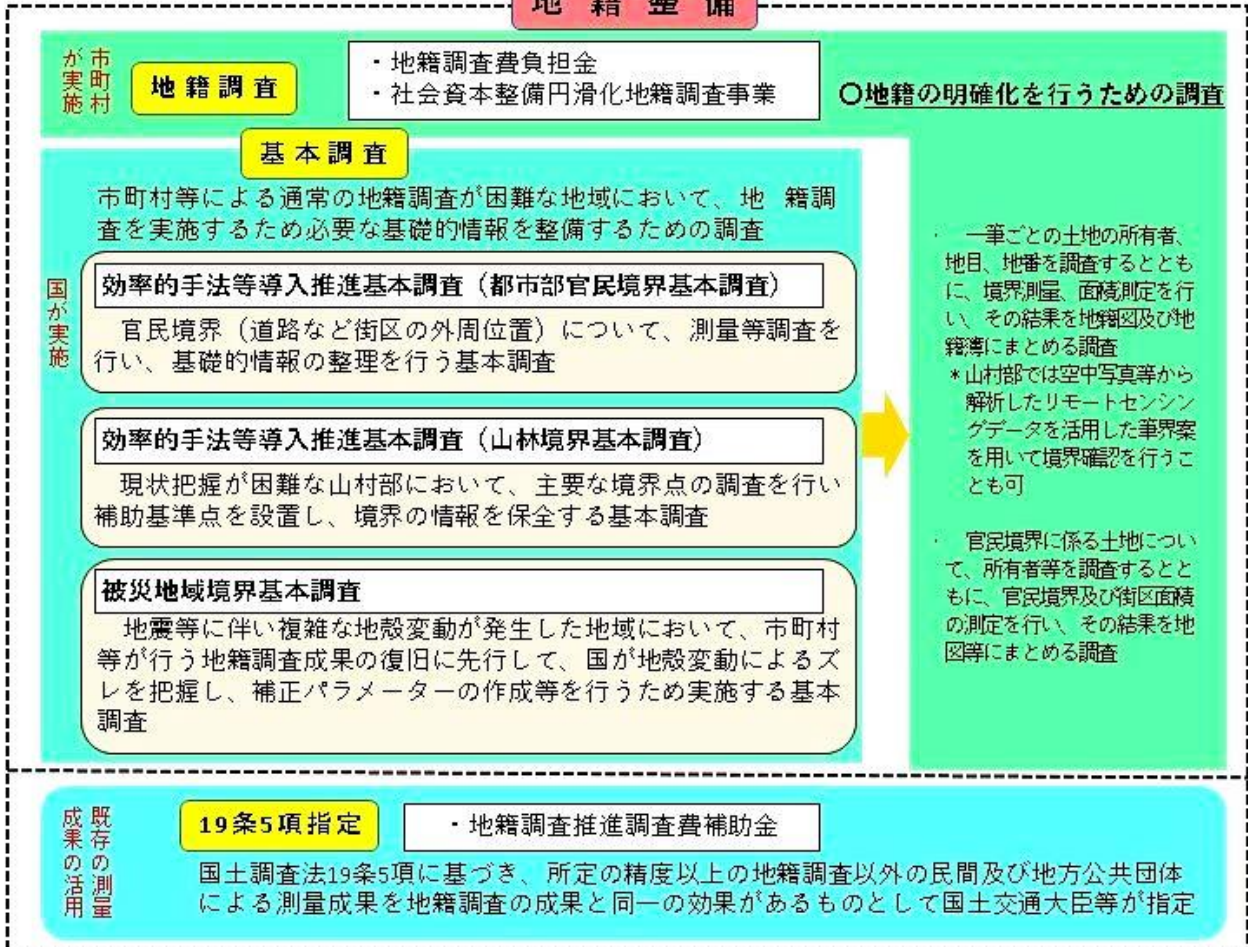 地籍整備
市町村
が実施
地籍調査
・地籍調査費負担金
・社会資本整備円滑化地籍調査事業
〇地籍の明確化を行うための調査
基本調査
市町村等による通常の地籍調査が困難な地域において、地 籍調
査を実施するため必要な基礎的情報を整備するための調査
国が実施
効率的手法等導入推進基本調査（都市部官民境界基本調査）
官民境界（道路など街区の外周位置）について、測量等調査を
行い、基礎的情報の整理を行う基本調査
効率的手法等導入推進基本調査（山林境界基本調査）
現状把握が困難な山村部において、主要な境界点の調査を行い
補助基準点を設置し、境界の情報を保全する基本調査
被災地域境界基本調査
地震等に伴い複雑な地殻変動が発生した地域において、市町村
等が行う地籍調査成果の復旧に先行して、国が地殻変動によるズ
レを把握し、補正パラメーターの作成等を行うため実施する基本
調査
・ 一筆ごとの土地の所有者、
地目、地番を調査するととも
に、境界測量、面積測定を行
い、その結果を地籍図及び地
籍簿にまとめる調査
＊山村部では空中写真等から
解析したリモートセンシン
グデータを活用した筆界案
を用いて境界確認を行うこ
とも可
・ 官民境界に係る土地につい
て、所有者等を調査するとと
もに、官民境界及び街区面積
の測定を行い、その結果を地
図等にまとめる調査
既存の測量
成果の活用
19条5項指定
・地籍調査推進調査費補助金
国土調査法19条5項に基づき、所定の精度以上の地籍調査以外の民間及び地方公共団体
による測量成果を地籍調査の成果と同一の効果があるものとして国土交通大臣等が指定